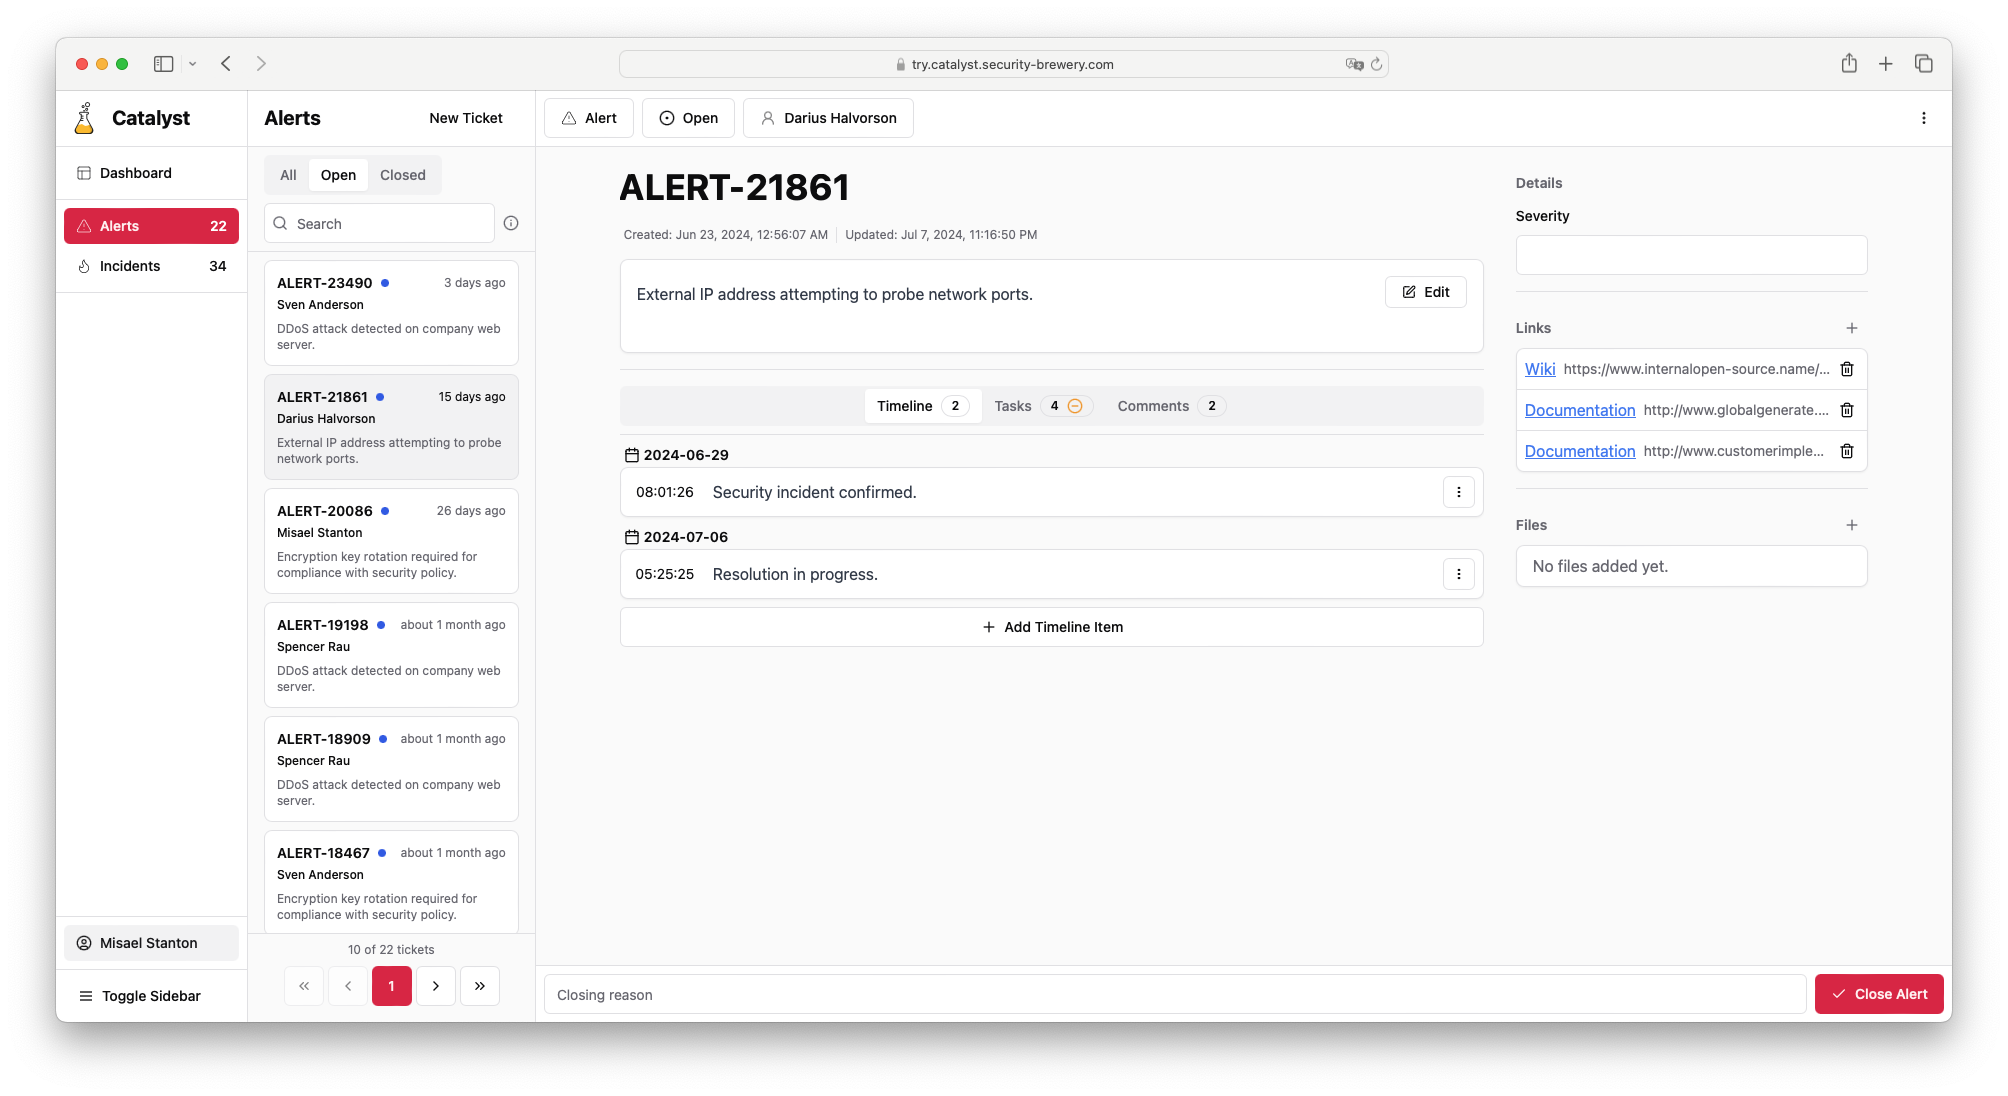 try.catalyst.security-brewery.com
Catalyst
Dashboard
Alerts 22
Incidents 34
Misael Stanton
Toggle Sidebar
Alerts New Ticket
All Open Closed
Search
ALERT-23490 3 days ago
Sven Anderson
DDoS attack detected on company web
server.
ALERT-21861 15 days ago
Darius Halvorson
External IP address attempting to probe
network ports.
ALERT-20086 26 days ago
Misael Stanton
Encryption key rotation required for
compliance with security policy.
ALERT-19198 about 1 month ago
Spencer Rau
DDoS attack detected on company web
server.
ALERT-18909 about 1 month ago
Spencer Rau
DDoS attack detected on company web
server.
ALERT-18467 about 1 month ago
Sven Anderson
Encryption key rotation required for
compliance with security policy.
10 of 22 tickets
1
Alert Open Darius Halvorson
ALERT-21861
Created: Jun 23, 2024, 12:56:07 AM Updated: Jul 7, 2024, 11:16:50 PM
External IP address attempting to probe network ports. Edit
Timeline 2 Tasks 4 Comments 2
2024-06-29
08:01:26 Security incident confirmed.
2024-07-06
05:25:25 Resolution in progress.
Add Timeline Item
Details
Severity
Links
Wiki https://www.internalopen-source.name/...
Documentation http://www.globalgenerate....
Documentation http://www.customerimple...
Files
No files added yet.
Closing reason Close Alert